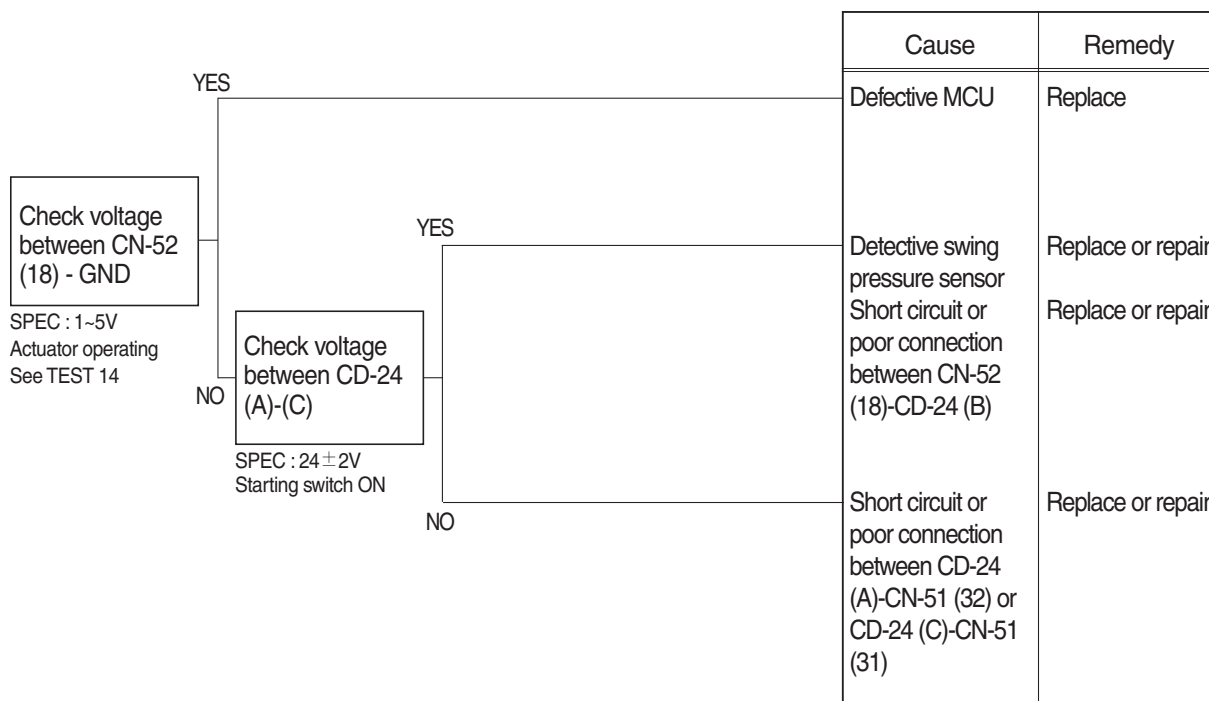 Cause
Remedy
YES
Defective MCU
Replace
Check voltage
between CN-52
(18) - GND
SPEC : 1~5V
Actuator operating
See TEST 14
YES
NO
Check voltage
between CD-24
(A)-(C)
SPEC : 24±2V
Starting switch ON
Detective swing
pressure sensor
Replace or repair
Short circuit or
poor connection
between CN-52
(18)-CD-24 (B)
Replace or repair
NO
Short circuit or
poor connection
between CD-24
(A)-CN-51 (32) or
CD-24 (C)-CN-51
(31)
Replace or repair